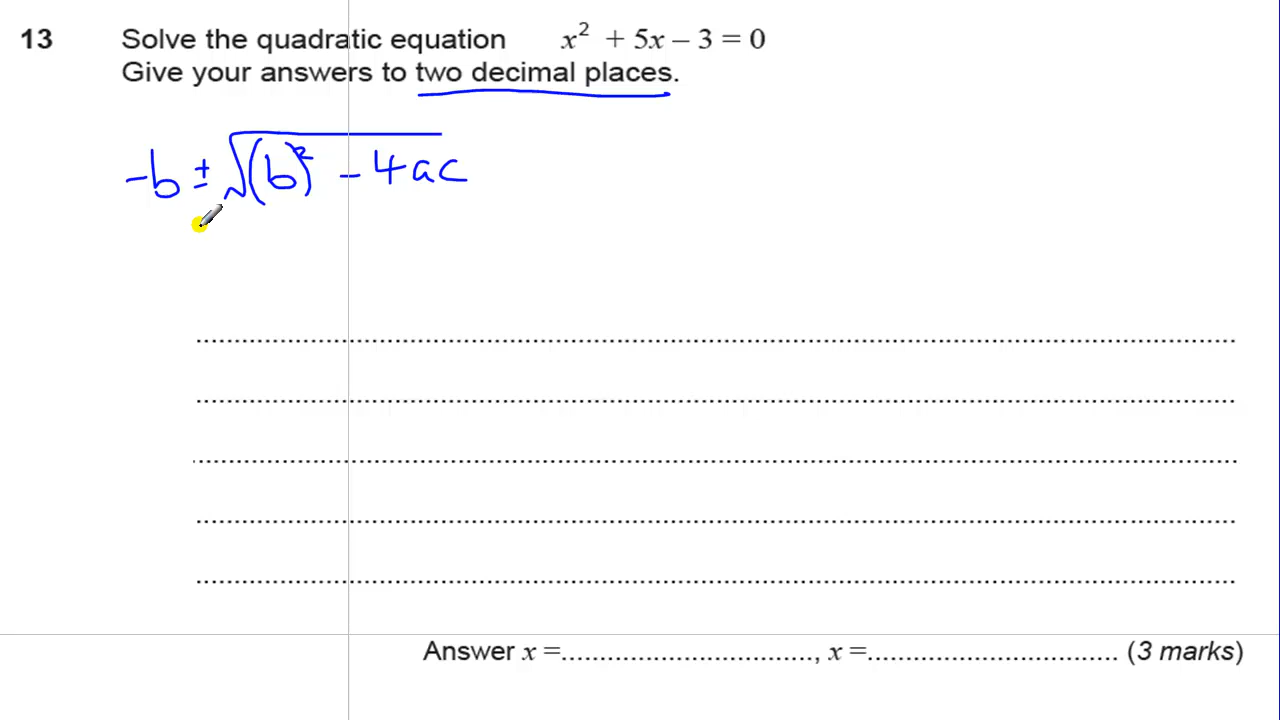 13 Solve the quadratic equation x² + 5x – 3 = 0
Give your answers to two decimal places.
-b ± √(b)² - 4ac
Answer x =..............................., x =............................... (3 marks)